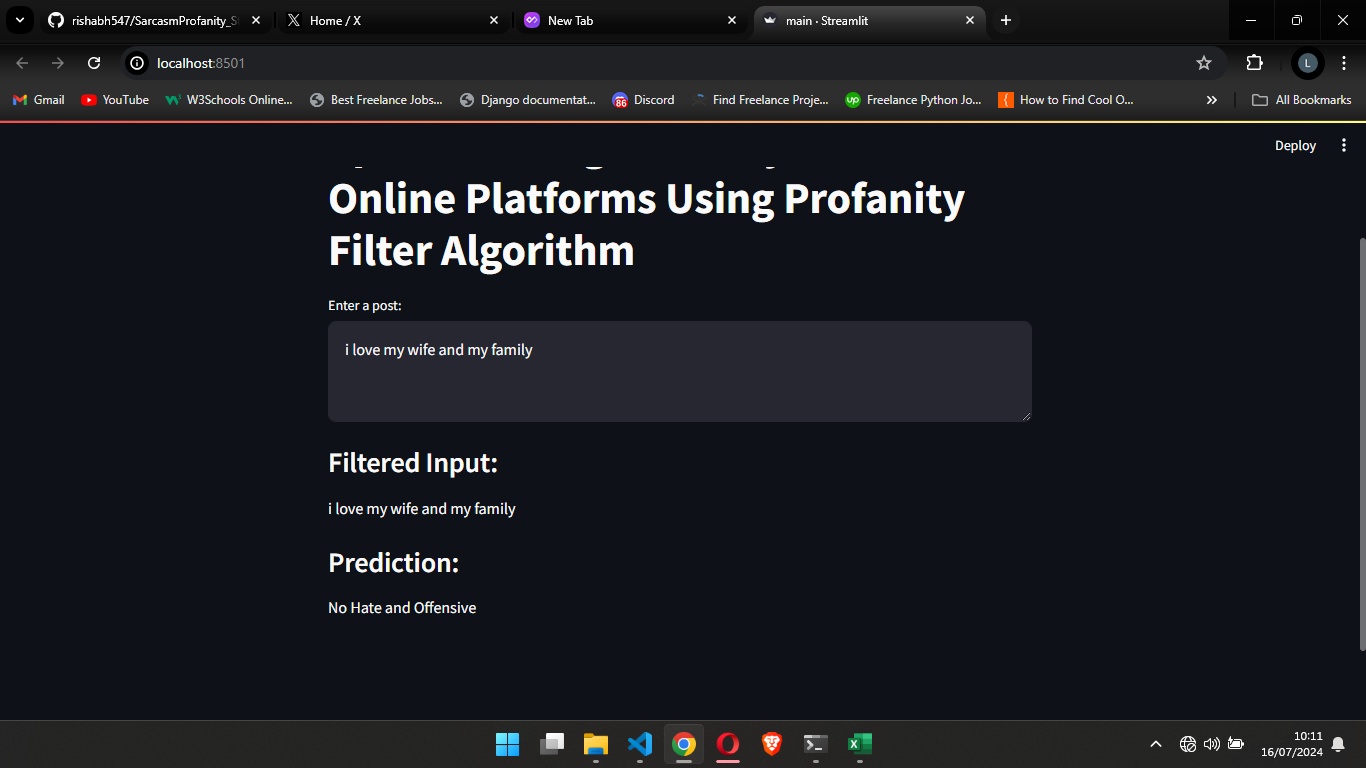 rishabh547/SarcasmProfanity_S
Home / X
New Tab
main · Streamlit
localhost:8501
Gmail
YouTube
W3Schools Online...
Best Freelance Jobs...
Django documentat...
86
Discord
Find Freelance Proje...
up
Freelance Python Jo...
How to Find Cool O...
»
All Bookmarks
L
Deploy
Online Platforms Using Profanity
Filter Algorithm
Enter a post:
i love my wife and my family
Filtered Input:
i love my wife and my family
Prediction:
No Hate and Offensive
10:11
16/07/2024